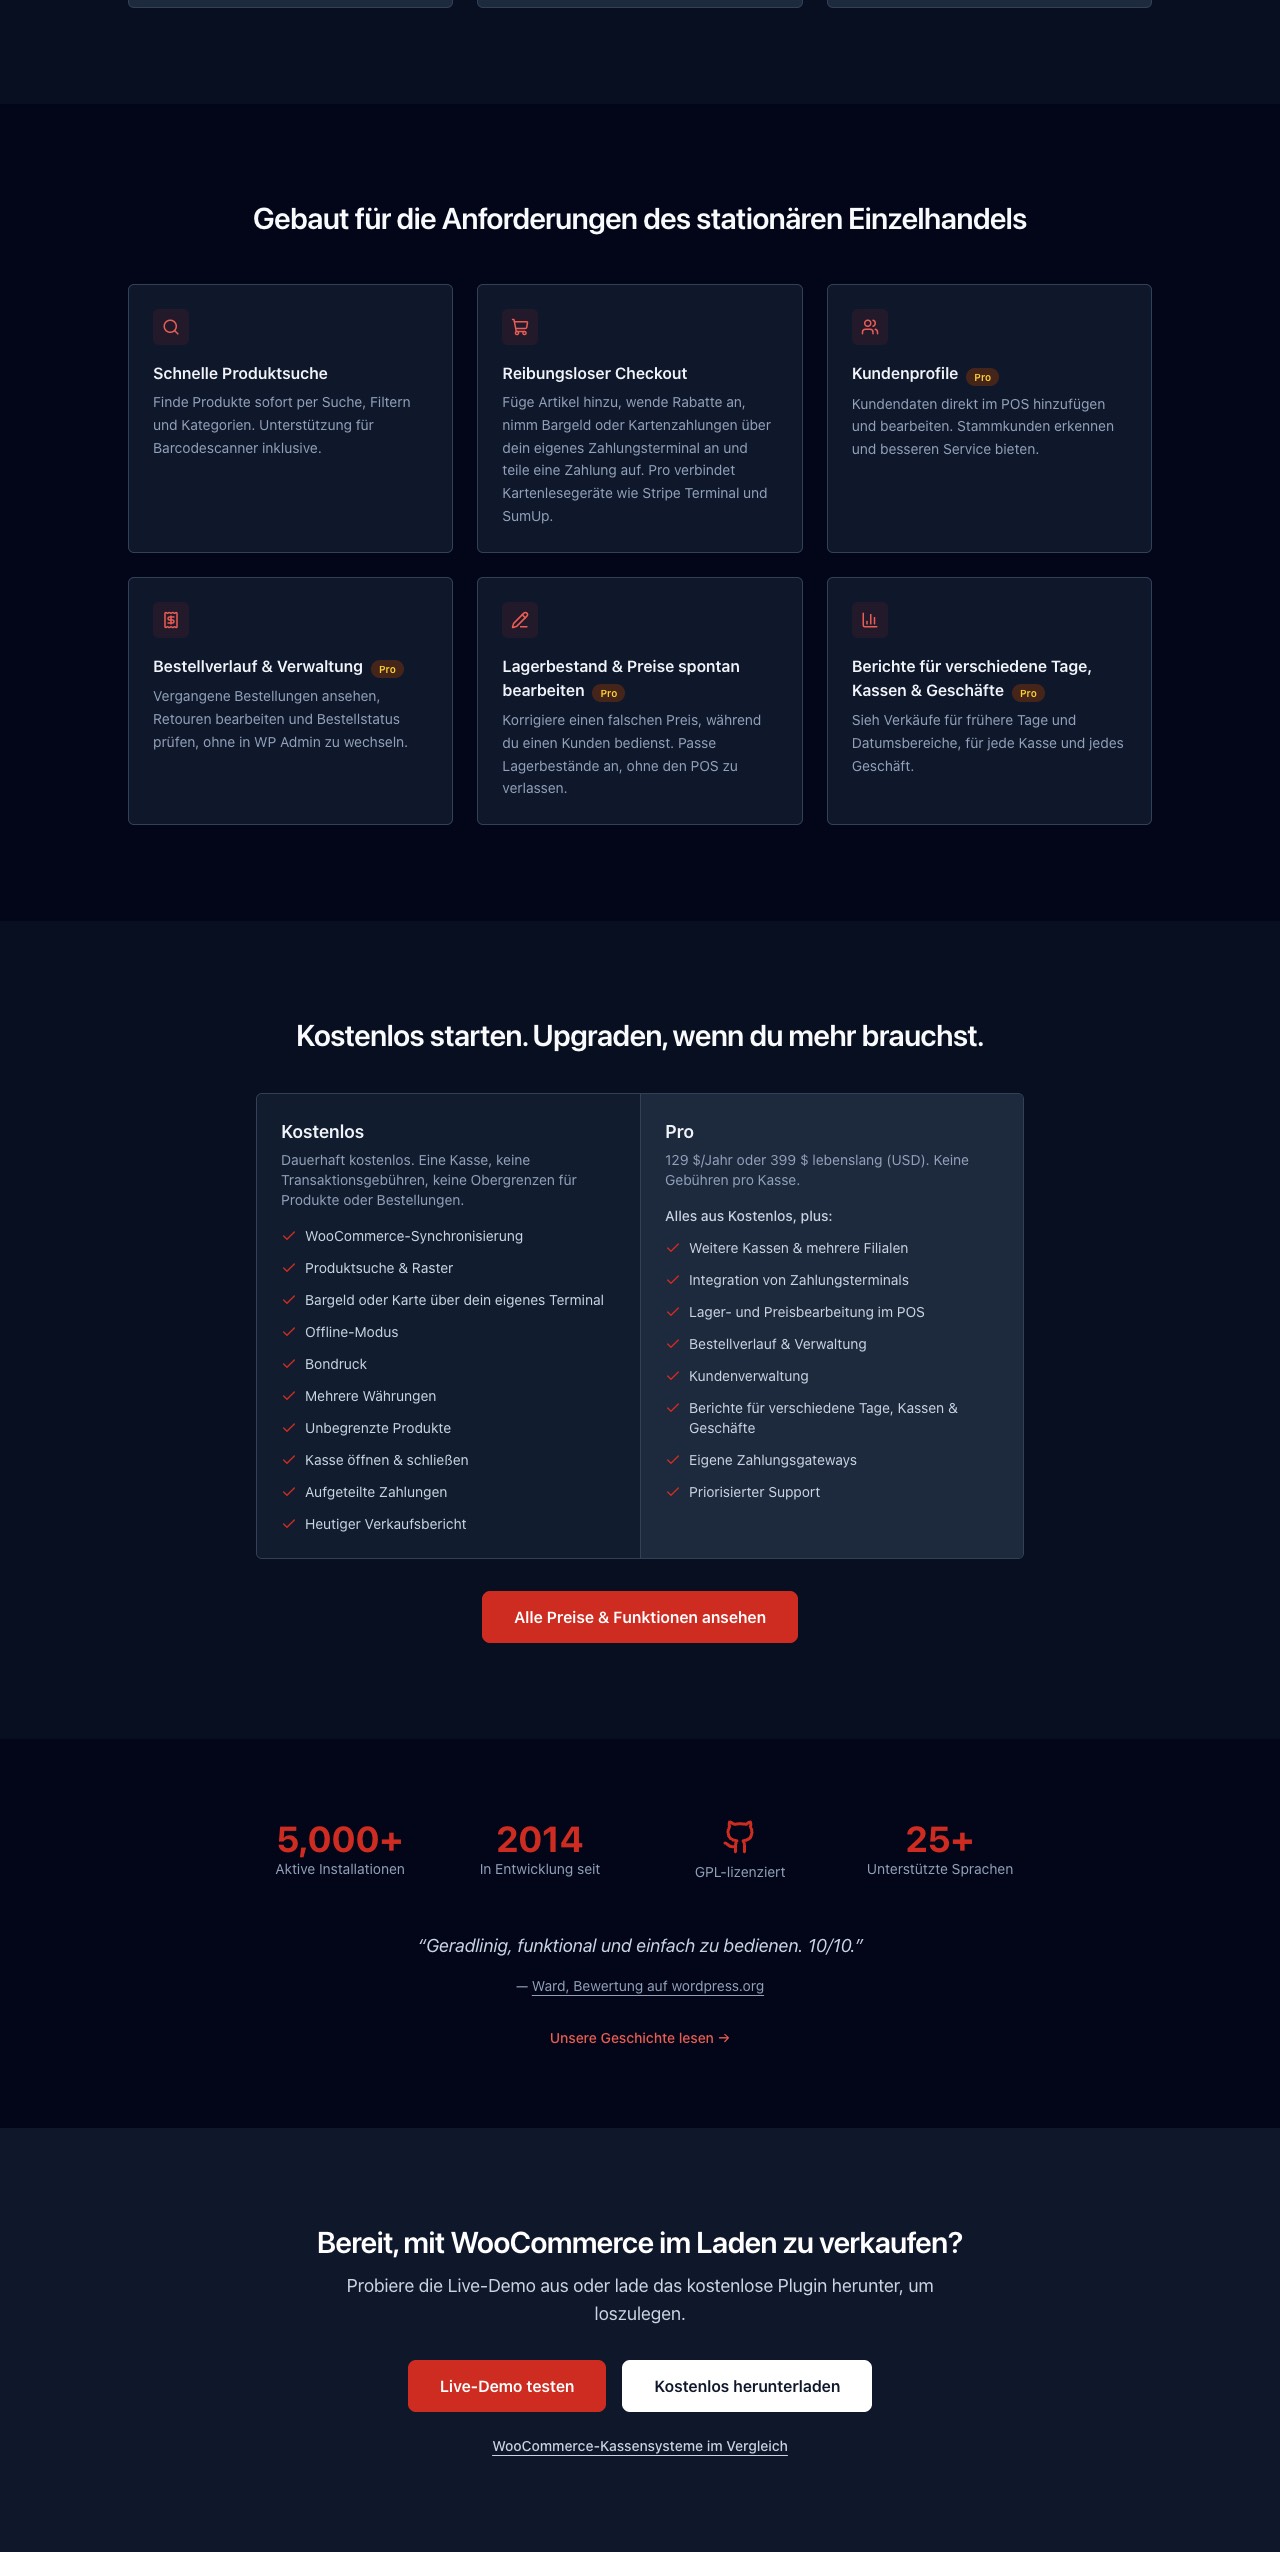 Gebaut für die Anforderungen des stationären Einzelhandels
Schnelle Produktsuche
Finde Produkte sofort per Suche, Filtern
und Kategorien. Unterstützung für
Barcodescanner inklusive.
Reibungsloser Checkout
Füge Artikel hinzu, wende Rabatte an,
nimm Bargeld oder Kartenzahlungen über
dein eigenes Zahlungsterminal an und
teile eine Zahlung auf. Pro verbindet
Kartenlesegeräte wie Stripe Terminal und
SumUp.
Kundenprofile Pro
Kundendaten direkt im POS hinzufügen
und bearbeiten. Stammkunden erkennen
und besseren Service bieten.
Bestellverlauf & Verwaltung Pro
Vergangene Bestellungen ansehen,
Retouren bearbeiten und Bestellstatus
prüfen, ohne in WP Admin zu wechseln.
Lagerbestand & Preise spontan
bearbeiten Pro
Korrigiere einen falschen Preis, während
du einen Kunden bedienst. Passe
Lagerbestände an, ohne den POS zu
verlassen.
Berichte für verschiedene Tage,
Kassen & Geschäfte Pro
Sieh Verkäufe für frühere Tage und
Datumsbereiche, für jede Kasse und jedes
Geschäft.
Kostenlos starten. Upgraden, wenn du mehr brauchst.
Kostenlos
Dauerhaft kostenlos. Eine Kasse, keine
Transaktionsgebühren, keine Obergrenzen für
Produkte oder Bestellungen.
WooCommerce-Synchronisierung
Produktsuche & Raster
Bargeld oder Karte über dein eigenes Terminal
Offline-Modus
Bondruck
Mehrere Währungen
Unbegrenzte Produkte
Kasse öffnen & schließen
Aufgeteilte Zahlungen
Heutiger Verkaufsbericht
Pro
129 $/Jahr oder 399 $ lebenslang (USD). Keine
Gebühren pro Kasse.
Alles aus Kostenlos, plus:
Weitere Kassen & mehrere Filialen
Integration von Zahlungsterminals
Lager- und Preisbearbeitung im POS
Bestellverlauf & Verwaltung
Kundenverwaltung
Berichte für verschiedene Tage, Kassen &
Geschäfte
Eigene Zahlungsgateways
Priorisierter Support
Alle Preise & Funktionen ansehen
5,000+
Aktive Installationen
2014
In Entwicklung seit
GPL-lizenziert
25+
Unterstützte Sprachen
“Geradlinig, funktional und einfach zu bedienen. 10/10.”
— Ward, Bewertung auf wordpress.org
Unsere Geschichte lesen →
Bereit, mit WooCommerce im Laden zu verkaufen?
Probiere die Live-Demo aus oder lade das kostenlose Plugin herunter, um
loszulegen.
Live-Demo testen
Kostenlos herunterladen
WooCommerce-Kassensysteme im Vergleich